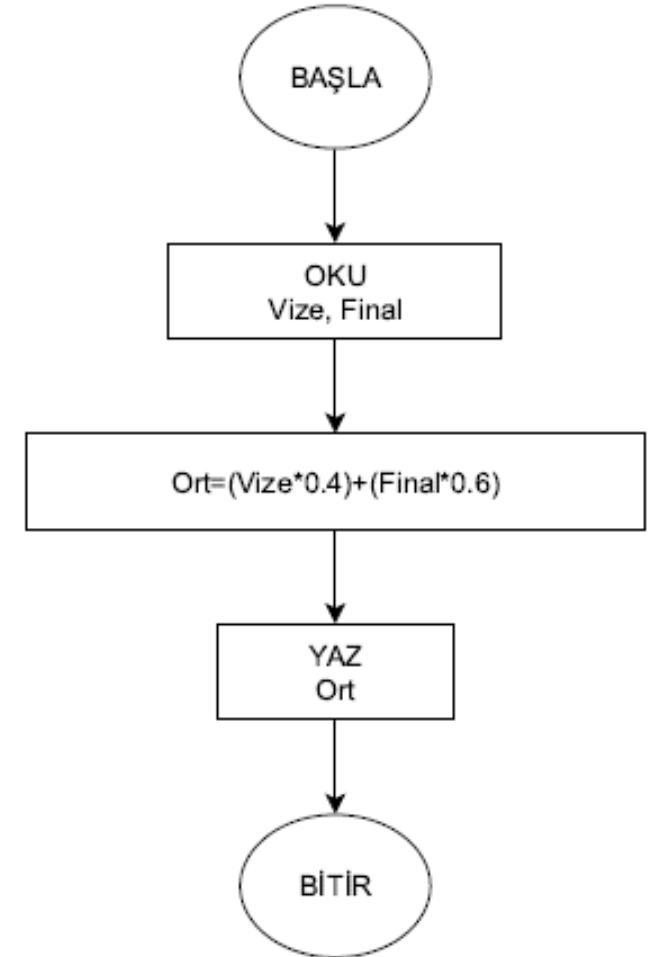 BAŞLA
OKU
Vize, Final
Ort=(Vize*0.4)+(Final*0.6)
YAZ
Ort
BİTİR